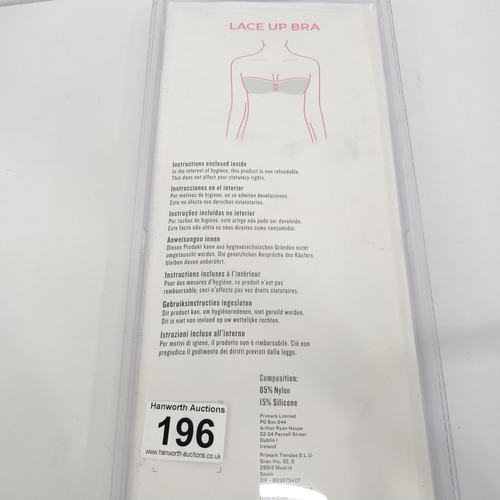 LACE UP BRA
Instructions enclosed inside
In the interest of hygiene, this product is non refundable.
This does not affect your statutory rights.
Instrucciones en el interior
Por motivos de higiene, no se admiten devoluciones.
Esto no afecta sus derechos estatutarios.
Instruções incluídas no interior
Por razões de higiene, este artigo não pode ser devolvido.
Este facto não afeta os seus direitos como consumidor.
Anweisungen innen
Dieses Produkt kann aus hygienetechnischen Gründen nicht
umgetauscht werden. Die gesetzlichen Ansprüche des Käufers
bleiben davon unberührt.
Instructions incluses à l'intérieur
Pour des mesures d'hygiène, ce produit n'est pas
remboursable, ceci n'affecte pas vos droits statutaires.
Gebruiksinstructies ingesloten
Dit product kan, om hygiëneredenen, niet geruild worden.
Dit is niet van invloed op uw wettelijke rechten.
Istruzioni incluse all'interno
Per motivi di igiene, il prodotto non è rimborsabile. Ciò non
pregiudica il godimento dei diritti previsti dalla legge.
Composition:
85% Nylon
15% Silicone
Primark Limited
PO Box 644
Arthur Ryan House
22-24 Parnell Street
Dublin 1
Ireland
Primark Tiendas S.L.U-
Gran Vía, 32, 5
28013 Madrid
Spain
Hanworth Auctions
196
www.hanworth-auctions.co.uk